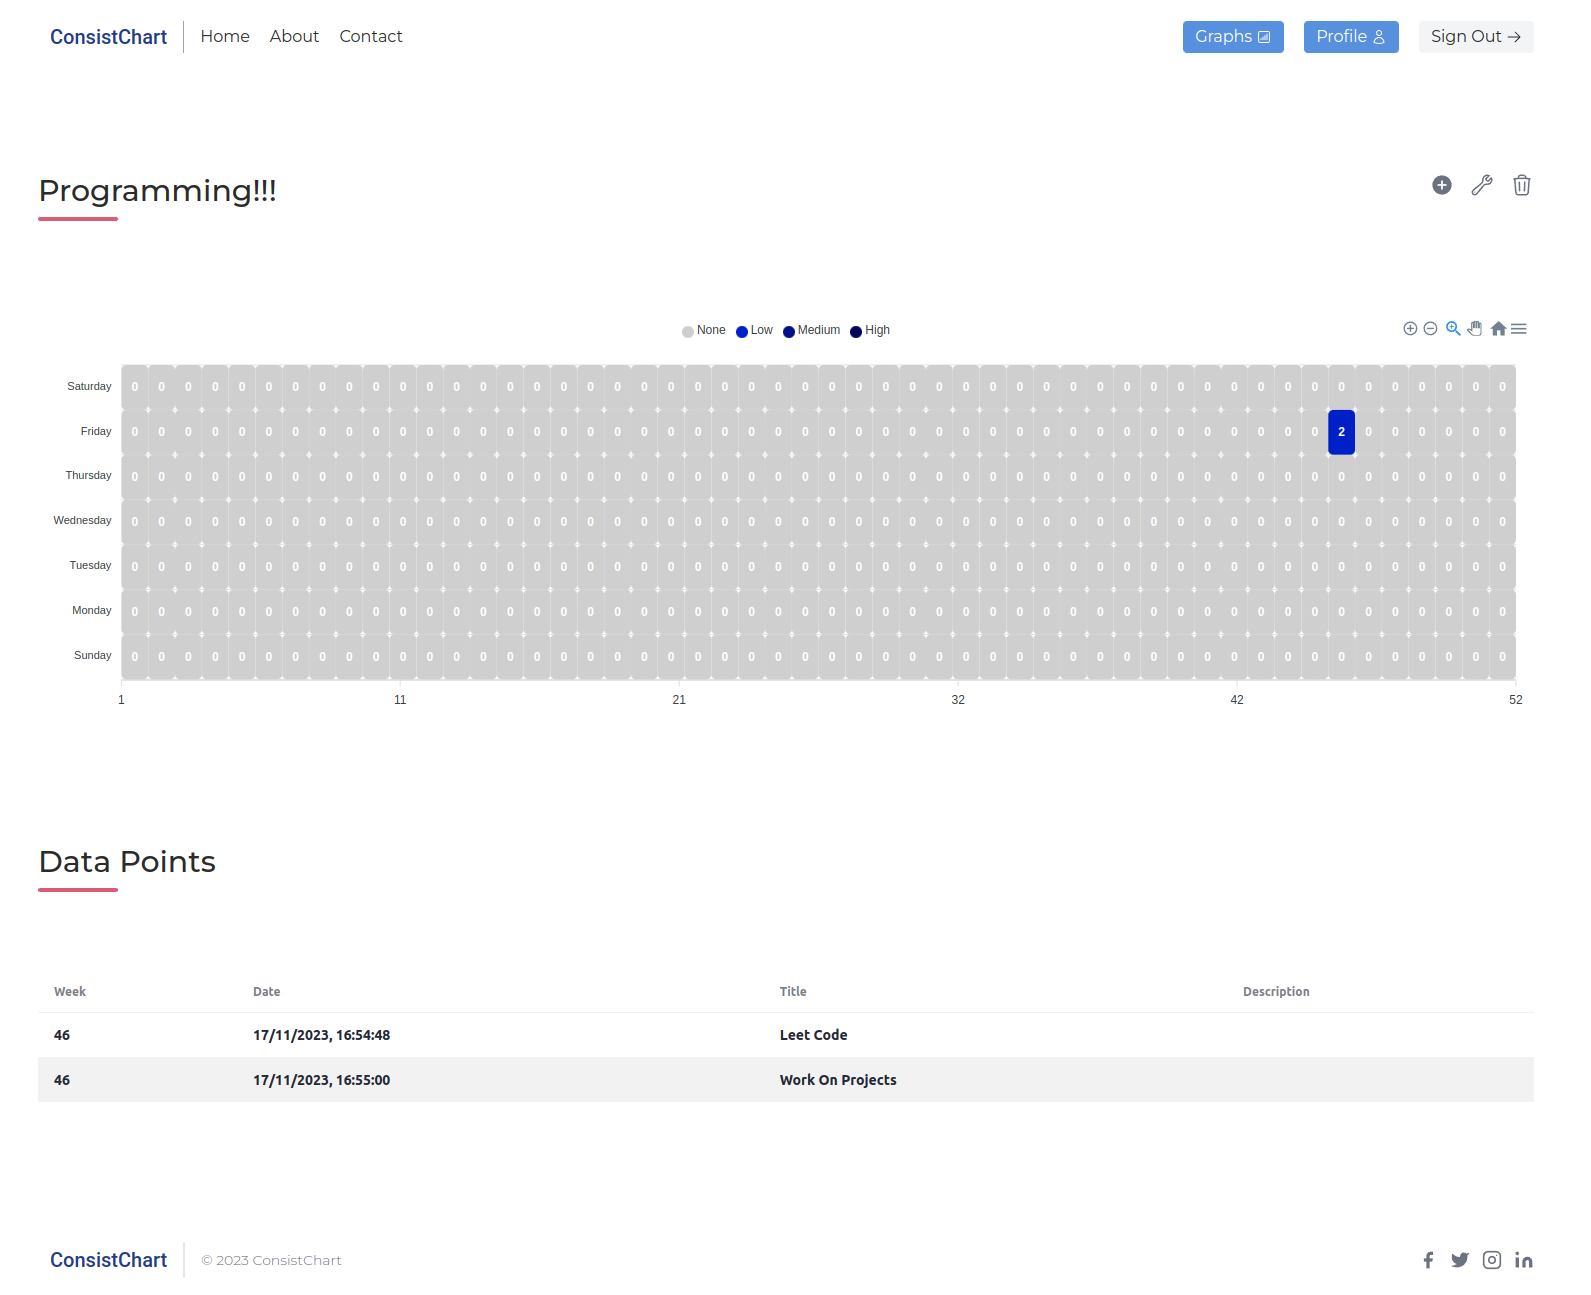 ConsistChart Home About Contact Graphs Profile Sign Out
Programming!!!
None Low Medium High
Saturday 0 0 0 0 0 0 0 0 0 0 0 0 0 0 0 0 0 0 0 0 0 0 0 0 0 0 0 0 0 0 0 0 0 0 0 0 0 0 0 0 0 0 0 0 0 0 0 0 0 0 0 0
Friday 0 0 0 0 0 0 0 0 0 0 0 0 0 0 0 0 0 0 0 0 0 0 0 0 0 0 0 0 0 0 0 0 0 0 0 0 0 0 0 0 0 0 0 0 0 2 0 0 0 0 0 0
Thursday 0 0 0 0 0 0 0 0 0 0 0 0 0 0 0 0 0 0 0 0 0 0 0 0 0 0 0 0 0 0 0 0 0 0 0 0 0 0 0 0 0 0 0 0 0 0 0 0 0 0 0 0
Wednesday 0 0 0 0 0 0 0 0 0 0 0 0 0 0 0 0 0 0 0 0 0 0 0 0 0 0 0 0 0 0 0 0 0 0 0 0 0 0 0 0 0 0 0 0 0 0 0 0 0 0 0 0
Tuesday 0 0 0 0 0 0 0 0 0 0 0 0 0 0 0 0 0 0 0 0 0 0 0 0 0 0 0 0 0 0 0 0 0 0 0 0 0 0 0 0 0 0 0 0 0 0 0 0 0 0 0 0
Monday 0 0 0 0 0 0 0 0 0 0 0 0 0 0 0 0 0 0 0 0 0 0 0 0 0 0 0 0 0 0 0 0 0 0 0 0 0 0 0 0 0 0 0 0 0 0 0 0 0 0 0 0
Sunday 0 0 0 0 0 0 0 0 0 0 0 0 0 0 0 0 0 0 0 0 0 0 0 0 0 0 0 0 0 0 0 0 0 0 0 0 0 0 0 0 0 0 0 0 0 0 0 0 0 0 0 0
1 11 21 32 42 52
Data Points
Week Date Title Description
46 17/11/2023, 16:54:48 Leet Code
46 17/11/2023, 16:55:00 Work On Projects
ConsistChart © 2023 ConsistChart